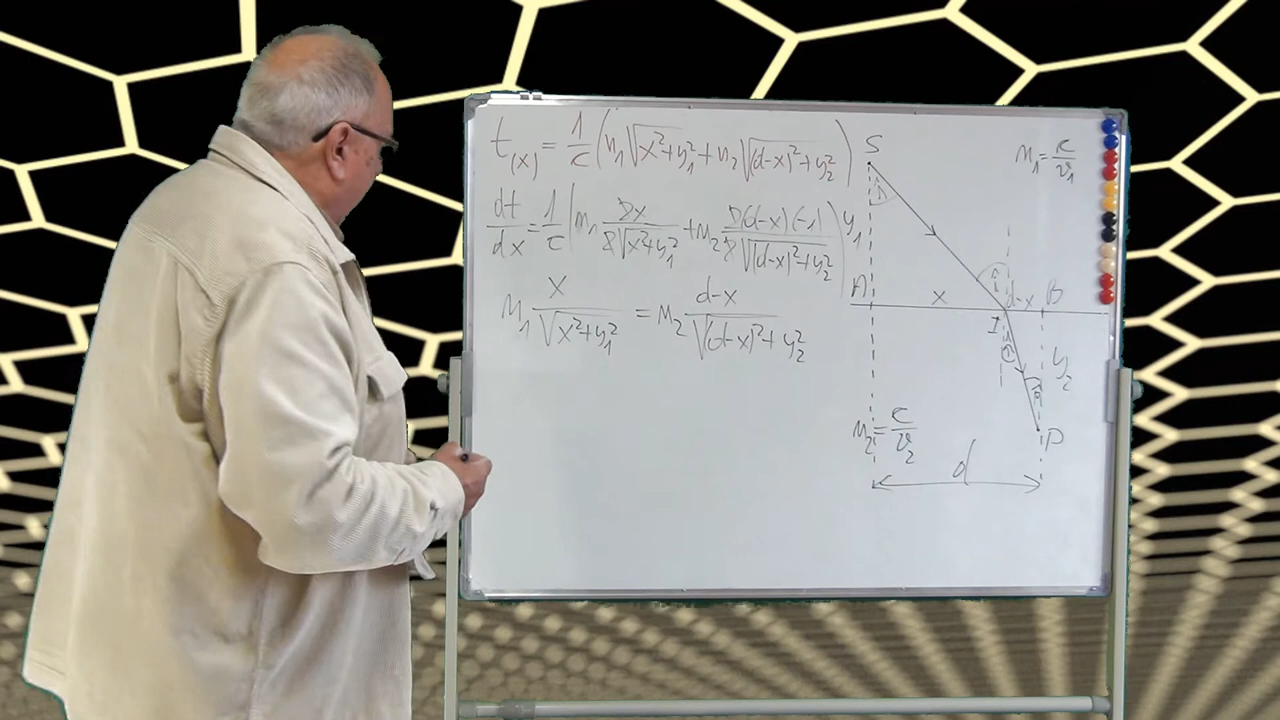 t(x) = 1/c (n₁√(x²+y₁²) + n₂√((d-x)²+y₂²))
dt/dx = 1/c (n₁ 2x/(2√(x²+y₁²)) + n₂ 2(d-x)(-1)/(2√((d-x)²+y₂²)))
n₁ x/√(x²+y₁²) = n₂ (d-x)/√((d-x)²+y₂²)
S
n₁ = c/v₁
y₁
i
A
x
i
d-x
B
I
y₂
n₂ = c/v₂
P
d